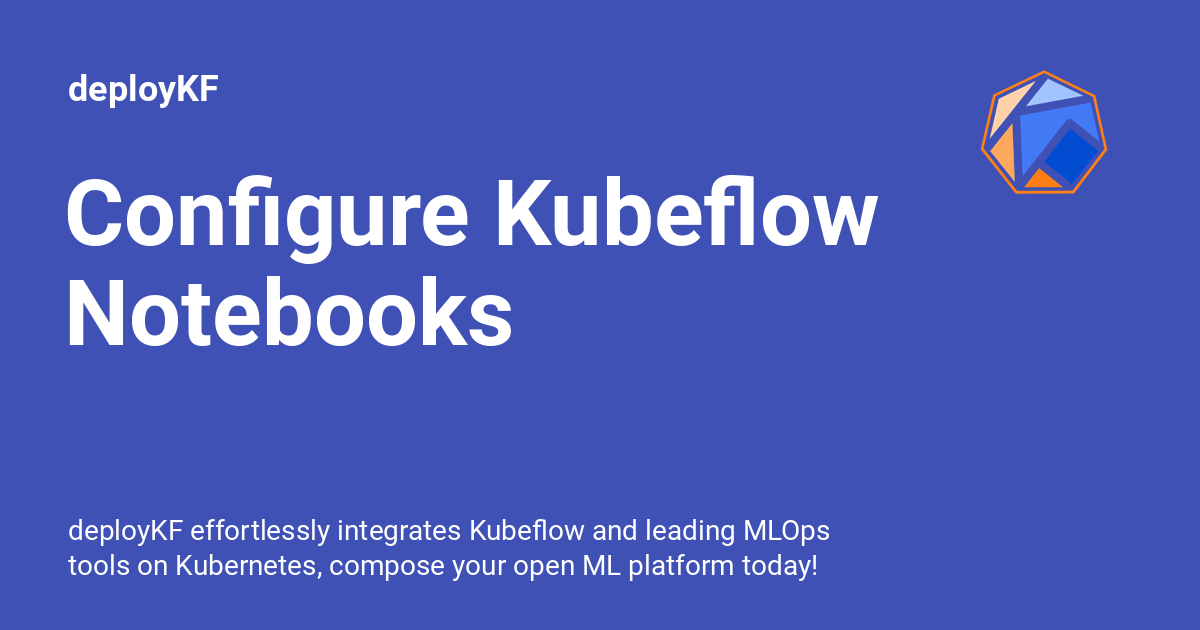 deployKF
Configure Kubeflow
Notebooks
deployKF effortlessly integrates Kubeflow and leading MLOps
tools on Kubernetes, compose your open ML platform today!